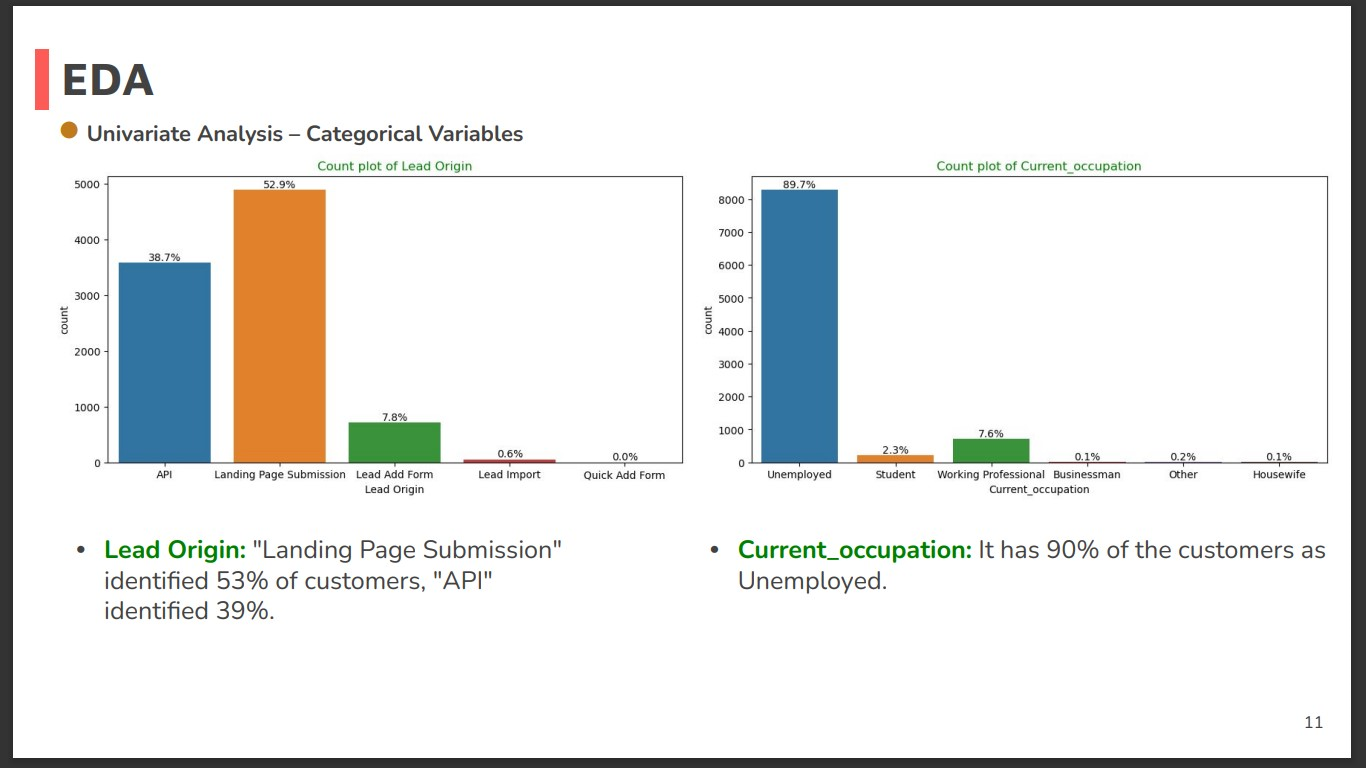 EDA
Univariate Analysis – Categorical Variables
Count plot of Lead Origin
5000
4000
3000
2000
1000
0
count
38.7%
52.9%
7.8%
0.6%
0.0%
API
Landing Page Submission
Lead Add Form
Lead Import
Quick Add Form
Lead Origin
Count plot of Current_occupation
8000
7000
6000
5000
4000
3000
2000
1000
0
count
89.7%
2.3%
7.6%
0.1%
0.2%
0.1%
Unemployed
Student
Working Professional
Businessman
Other
Housewife
Current_occupation
• Lead Origin: "Landing Page Submission"
identified 53% of customers, "API"
identified 39%.
• Current_occupation: It has 90% of the customers as
Unemployed.
11